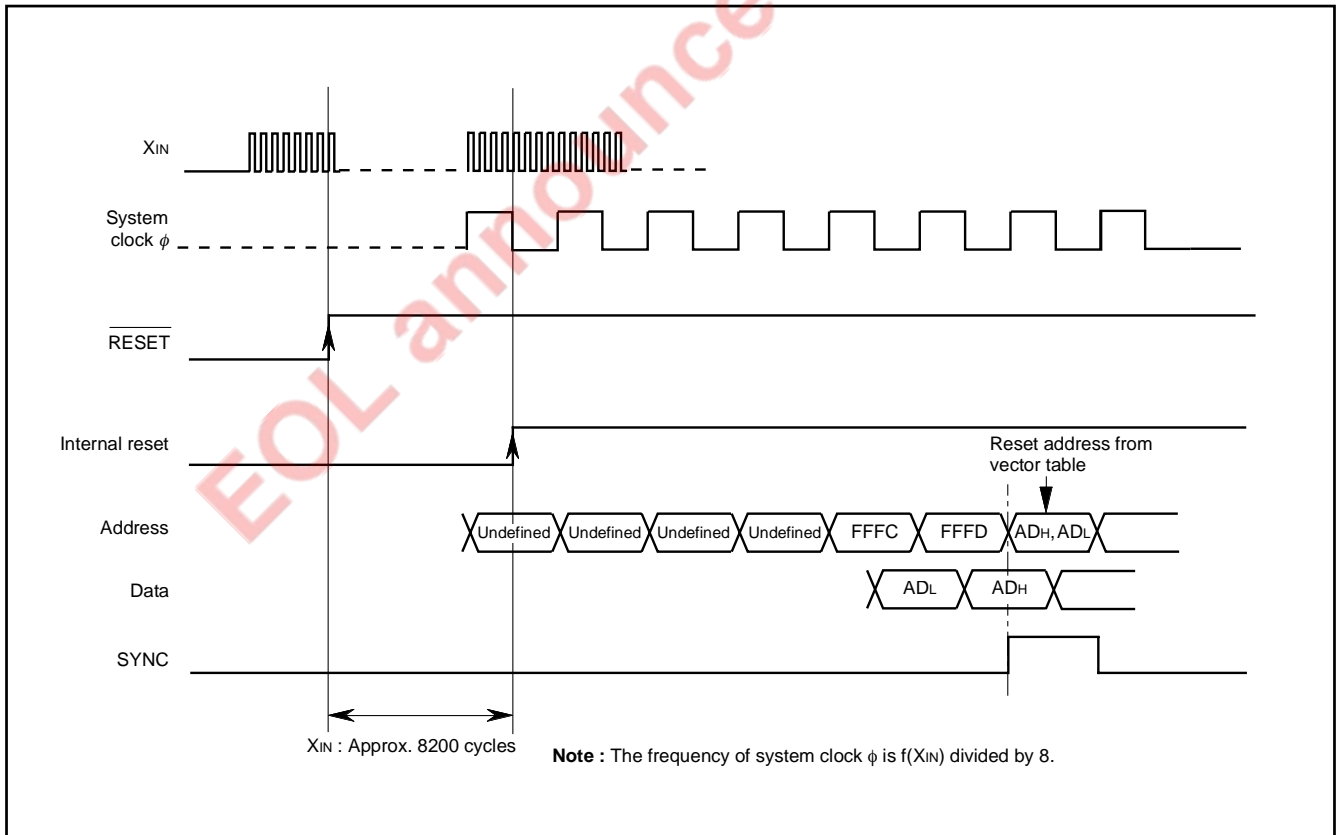 EOL announce
XIN
System
clock ϕ
RESET
Internal reset
Reset address from
vector table
Address
Undefined Undefined Undefined Undefined FFFC FFFD ADH, ADL
Data
ADL ADH
SYNC
XIN : Approx. 8200 cycles
Note : The frequency of system clock ϕ is f(XIN) divided by 8.